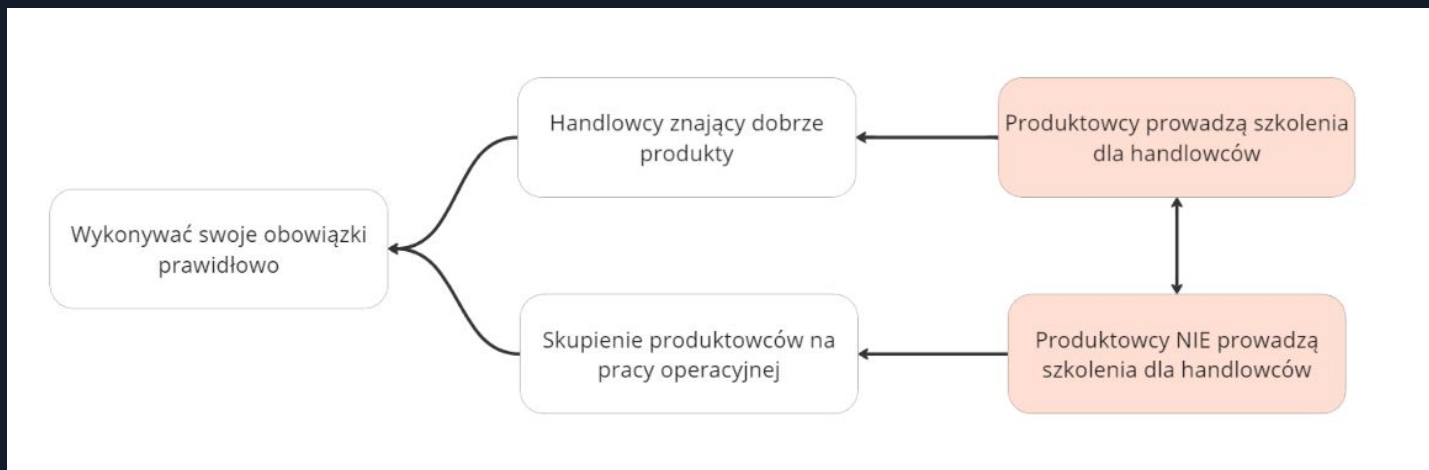 Wykonywać swoje obowiązki
prawidłowo
Handlowcy znający dobrze
produkty
Produktowcy prowadzą szkolenia
dla handlowców
Skupienie produktowców na
pracy operacyjnej
Produktowcy NIE prowadzą
szkolenia dla handlowców